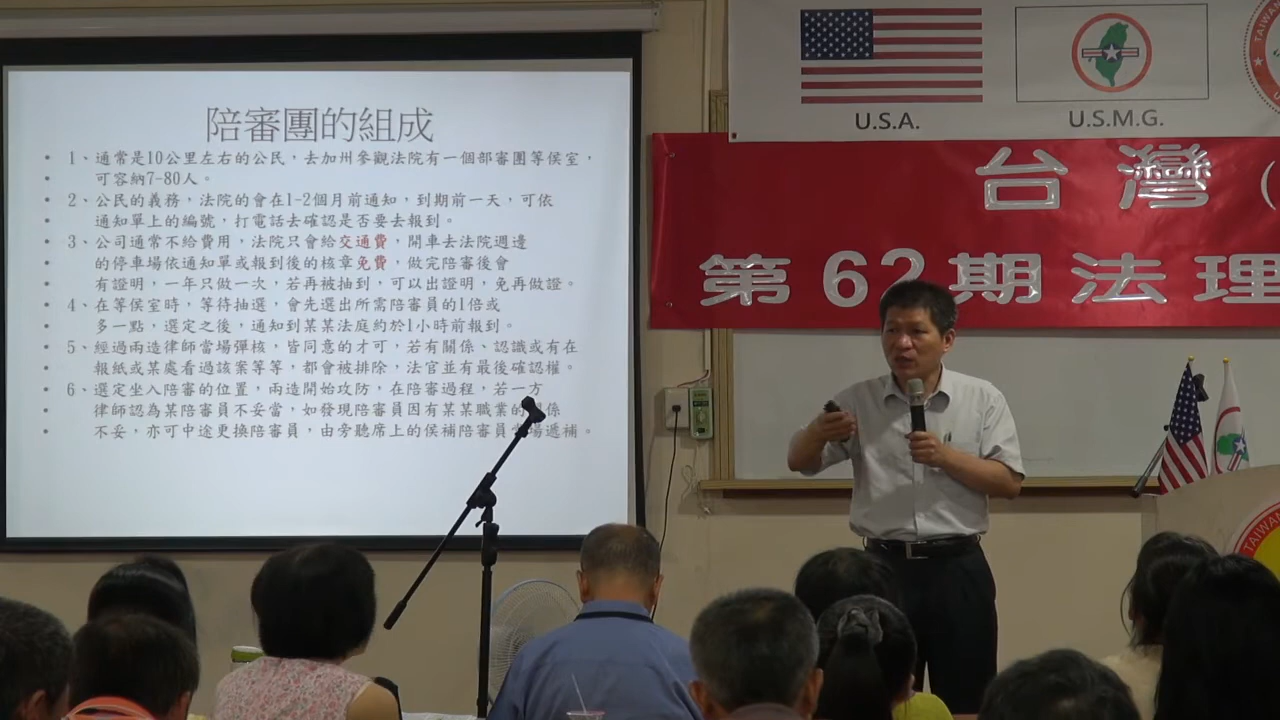 陪審團的組成
• 1、通常是10公里左右的公民，去加州參觀法院有一個部審團等侯室，
• 可容納7-80人。
• 2、公民的義務，法院的會在1-2個月前通知，到期前一天，可依
• 通知單上的編號，打電話去確認是否要去報到。
• 3、公司通常不給費用，法院只會給交通費，開車去法院週邊
• 的停車場依通知單或報到後的核章免費，做完陪審後會
• 有證明，一年只做一次，若再被抽到，可以出證明，免再做證。
• 4、在等侯室時，等待抽選，會先選出所需陪審員的1倍或
• 多一點，選定之後，通知到某某法庭約於1小時前報到。
• 5、經過兩造律師當場彈核，皆同意的才可，若有關係、認識或有在
• 報紙或某處看過該案等等，都會被排除，法官並有最後確認權。
• 6、選定坐入陪審的位置，兩造開始攻防，在陪審過程，若一方
• 律師認為某陪審員不妥當，如發現陪審員因有某某職業的關係
• 不妥，亦可中途更換陪審員，由旁聽席上的侯補陪審員當場遞補。
U.S.A.
U.S.M.G.
台灣(
第62期法理
TAIWAN